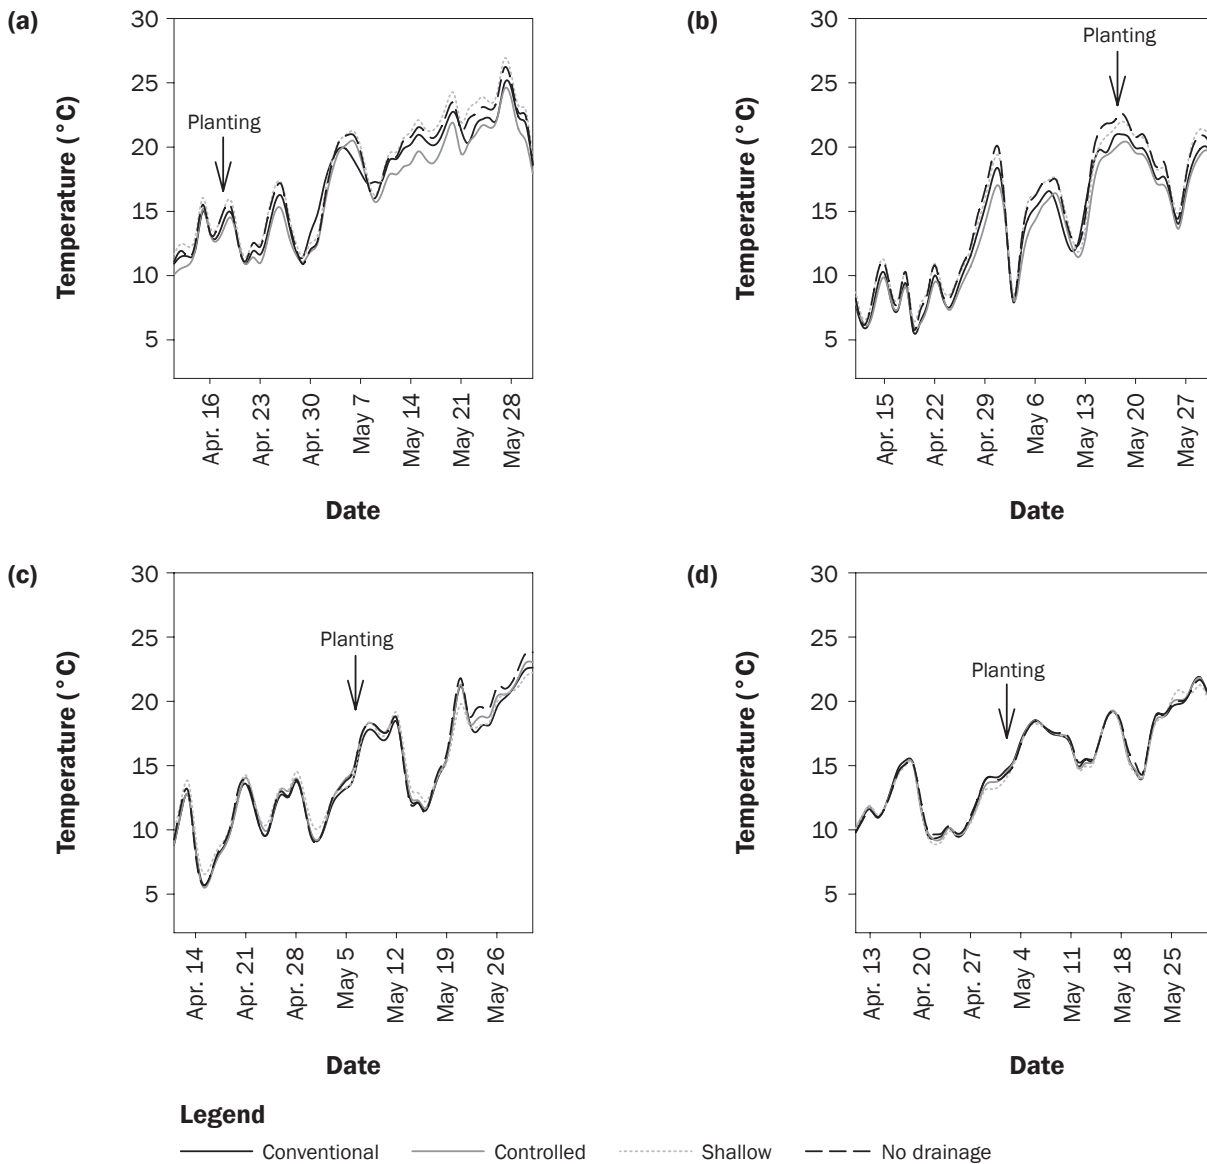 (a)
30
25
20
15
10
5
Temperature (°C)
Planting
Apr. 16
Apr. 23
Apr. 30
May 7
May 14
May 21
May 28
Date
(b)
30
25
20
15
10
5
Temperature (°C)
Planting
Apr. 15
Apr. 22
Apr. 29
May 6
May 13
May 20
May 27
Date
(c)
30
25
20
15
10
5
Temperature (°C)
Planting
Apr. 14
Apr. 21
Apr. 28
May 5
May 12
May 19
May 26
Date
(d)
30
25
20
15
10
5
Temperature (°C)
Planting
Apr. 13
Apr. 20
Apr. 27
May 4
May 11
May 18
May 25
Date
Legend
Conventional Controlled Shallow No drainage